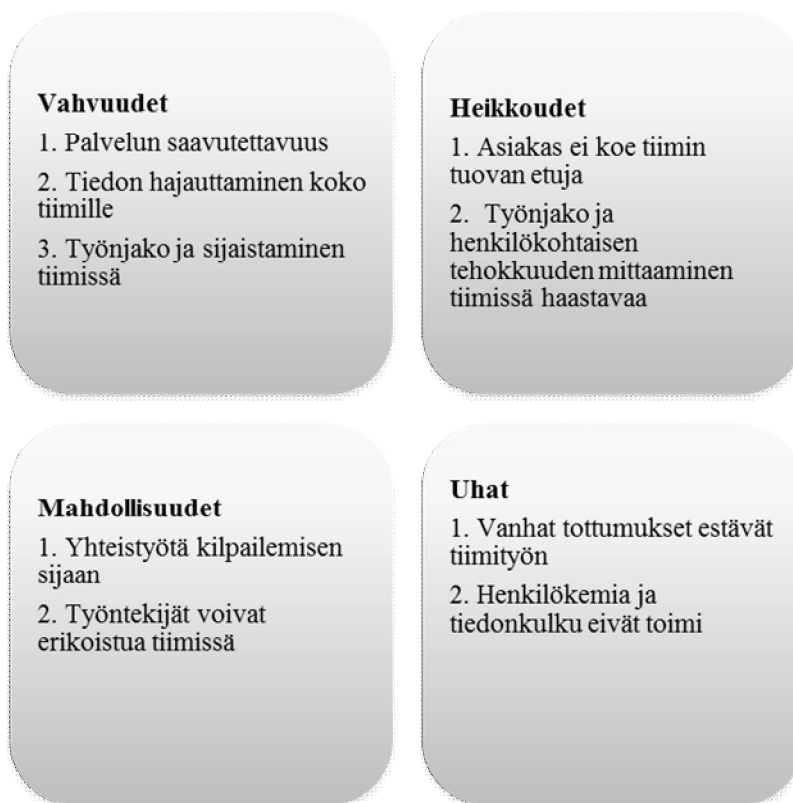 Vahvuudet
1. Palvelun saavutettavuus
2. Tiedon hajauttaminen koko
tiimille
3. Työnjako ja sijaistaminen
tiimissä
Heikkoudet
1. Asiakas ei koe tiimin
tuovan etuja
2. Työnjako ja
henkilökohtaisen
tehokkuuden mittaaminen
tiimissä haastavaa
Mahdollisuudet
1. Yhteistyötä kilpailemisen
sijaan
2. Työntekijät voivat
erikoistua tiimissä
Uhat
1. Vanhat tottumukset estävät
tiimityön
2. Henkilökemia ja
tiedonkulku eivät toimi